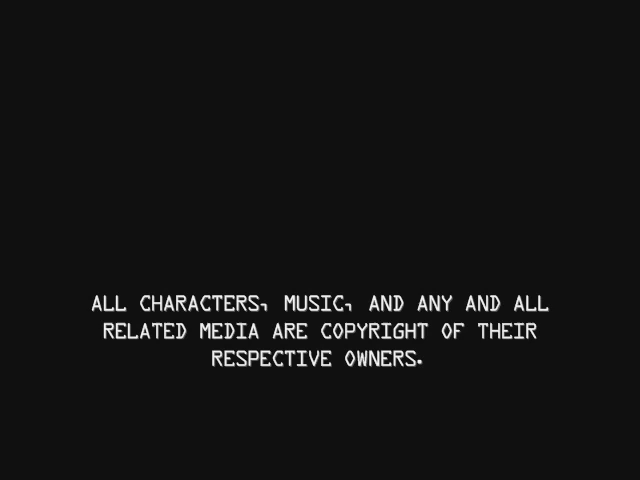 ALL CHARACTERS, MUSIC, AND ANY AND ALL
RELATED MEDIA ARE COPYRIGHT OF THEIR
RESPECTIVE OWNERS.